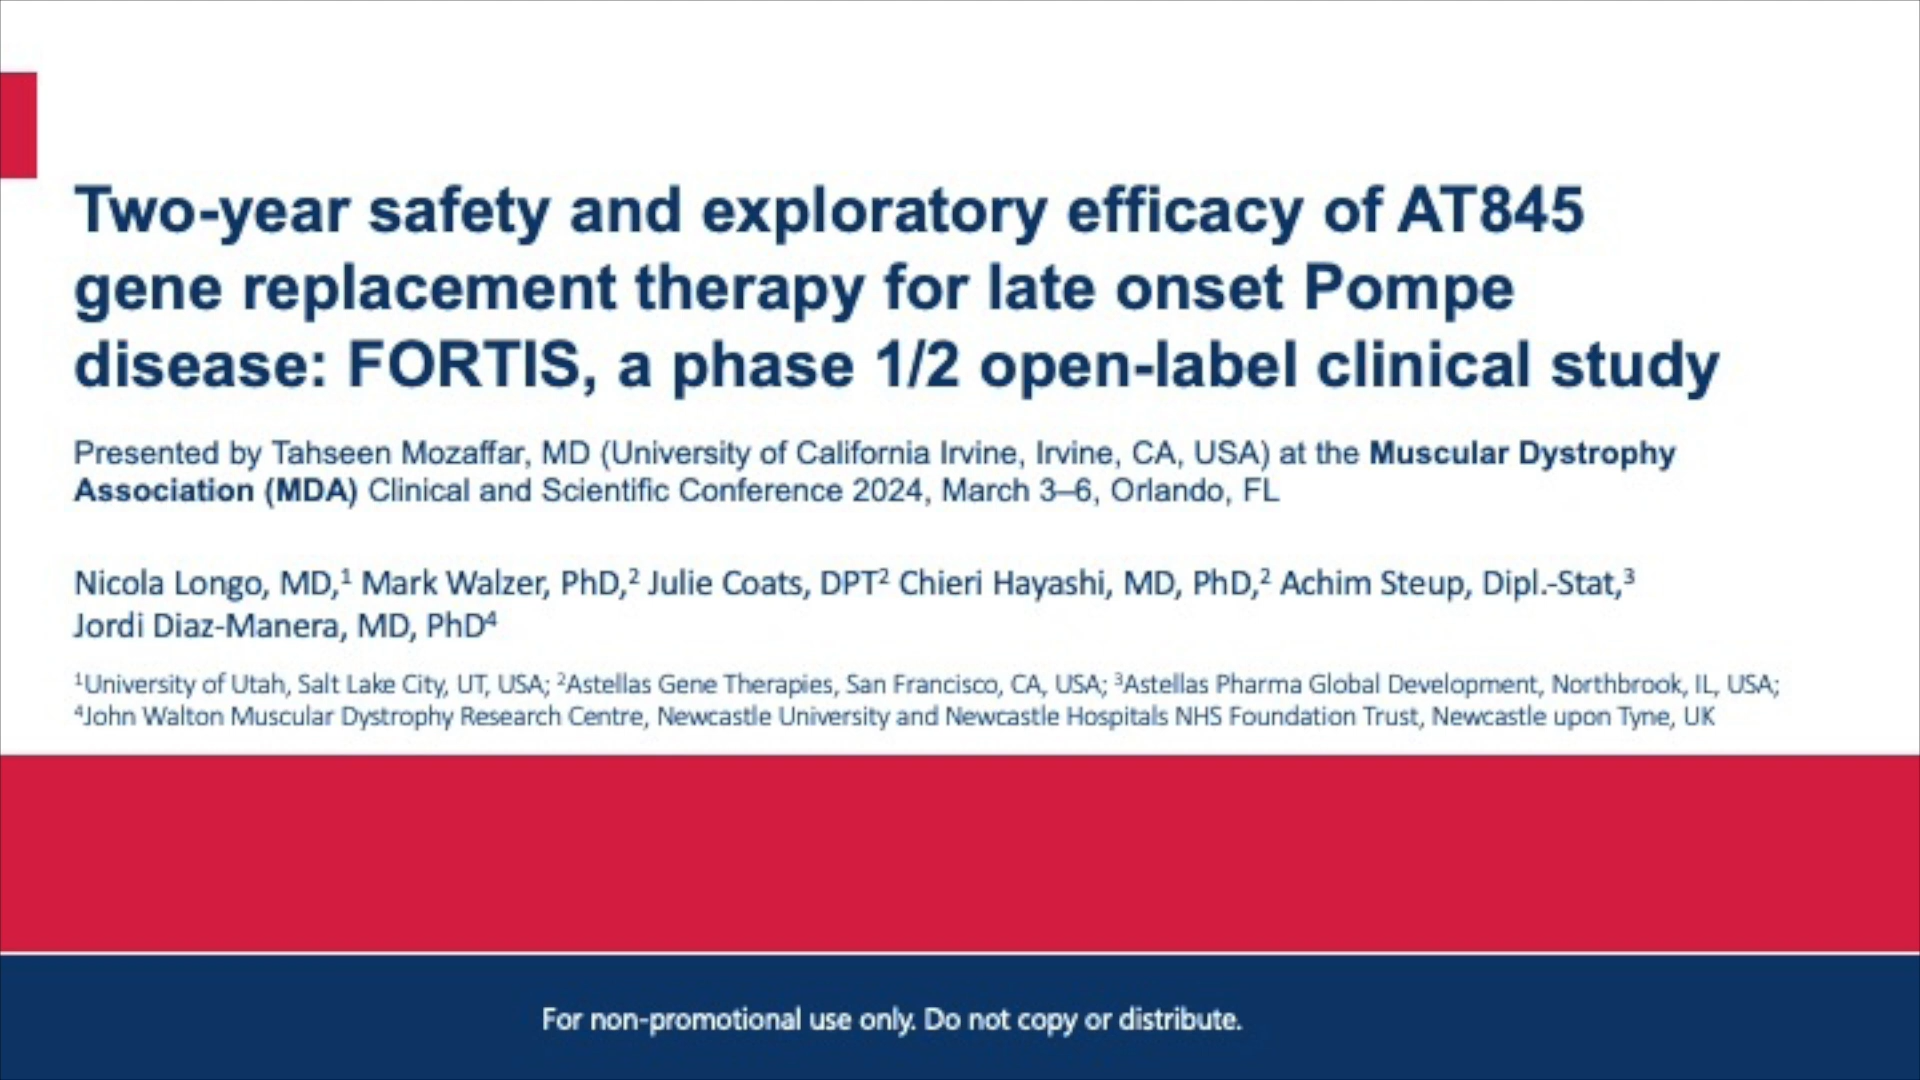 Two-year safety and exploratory efficacy of AT845
gene replacement therapy for late onset Pompe
disease: FORTIS, a phase 1/2 open-label clinical study
Presented by Tahseen Mozaffar, MD (University of California Irvine, Irvine, CA, USA) at the Muscular Dystrophy
Association (MDA) Clinical and Scientific Conference 2024, March 3–6, Orlando, FL
Nicola Longo, MD,¹ Mark Walzer, PhD,² Julie Coats, DPT² Chieri Hayashi, MD, PhD,² Achim Steup, Dipl.-Stat,³
Jordi Diaz-Manera, MD, PhD⁴
¹University of Utah, Salt Lake City, UT, USA; ²Astellas Gene Therapies, San Francisco, CA, USA; ³Astellas Pharma Global Development, Northbrook, IL, USA;
⁴John Walton Muscular Dystrophy Research Centre, Newcastle University and Newcastle Hospitals NHS Foundation Trust, Newcastle upon Tyne, UK
For non-promotional use only. Do not copy or distribute.